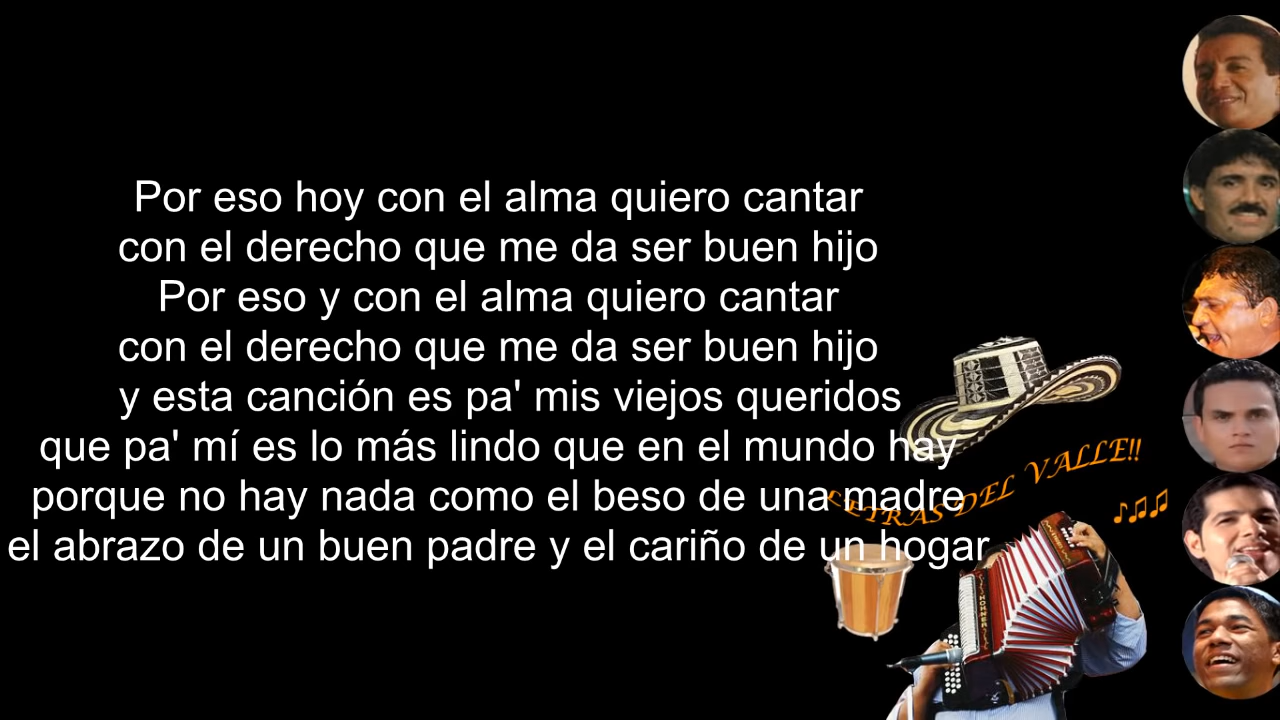 Por eso hoy con el alma quiero cantar
con el derecho que me da ser buen hijo
Por eso y con el alma quiero cantar
con el derecho que me da ser buen hijo
y esta canción es pa' mis viejos queridos
que pa' mí es lo más lindo que en el mundo hay
porque no hay nada como el beso de una madre
el abrazo de un buen padre y el cariño de un hogar
LETRAS DEL VALLE!!
HOHNER